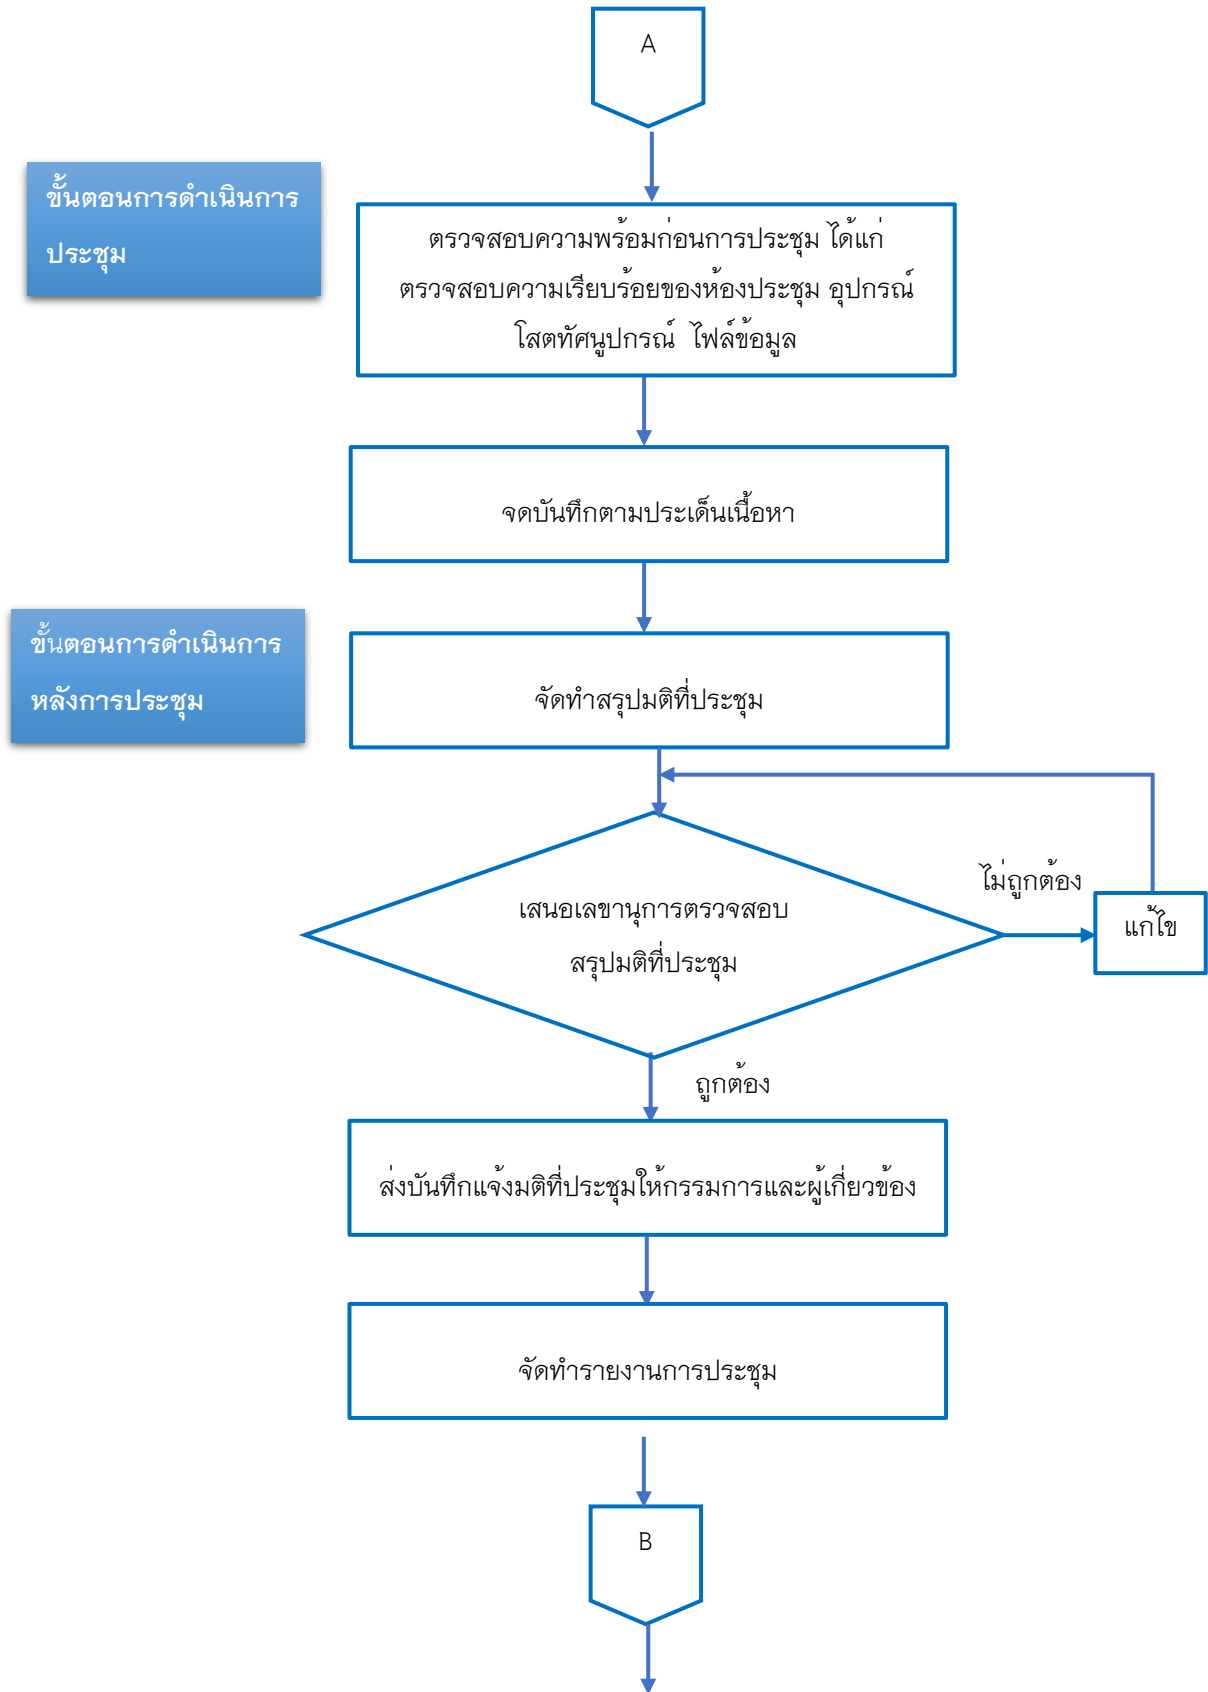 A
ขั้นตอนการดำเนินการ
ประชุม
ตรวจสอบความพร้อมก่อนการประชุม ได้แก่
ตรวจสอบความเรียบร้อยของห้องประชุม อุปกรณ์
โสตทัศนูปกรณ์ ไฟล์ข้อมูล
จดบันทึกตามประเด็นเนื้อหา
ขั้นตอนการดำเนินการ
หลังการประชุม
จัดทำสรุปมติที่ประชุม
ไม่ถูกต้อง
แก้ไข
เสนอเลขานุการตรวจสอบ
สรุปมติที่ประชุม
ถูกต้อง
ส่งบันทึกแจ้งมติที่ประชุมให้กรรมการและผู้เกี่ยวข้อง
จัดทำรายงานการประชุม
B